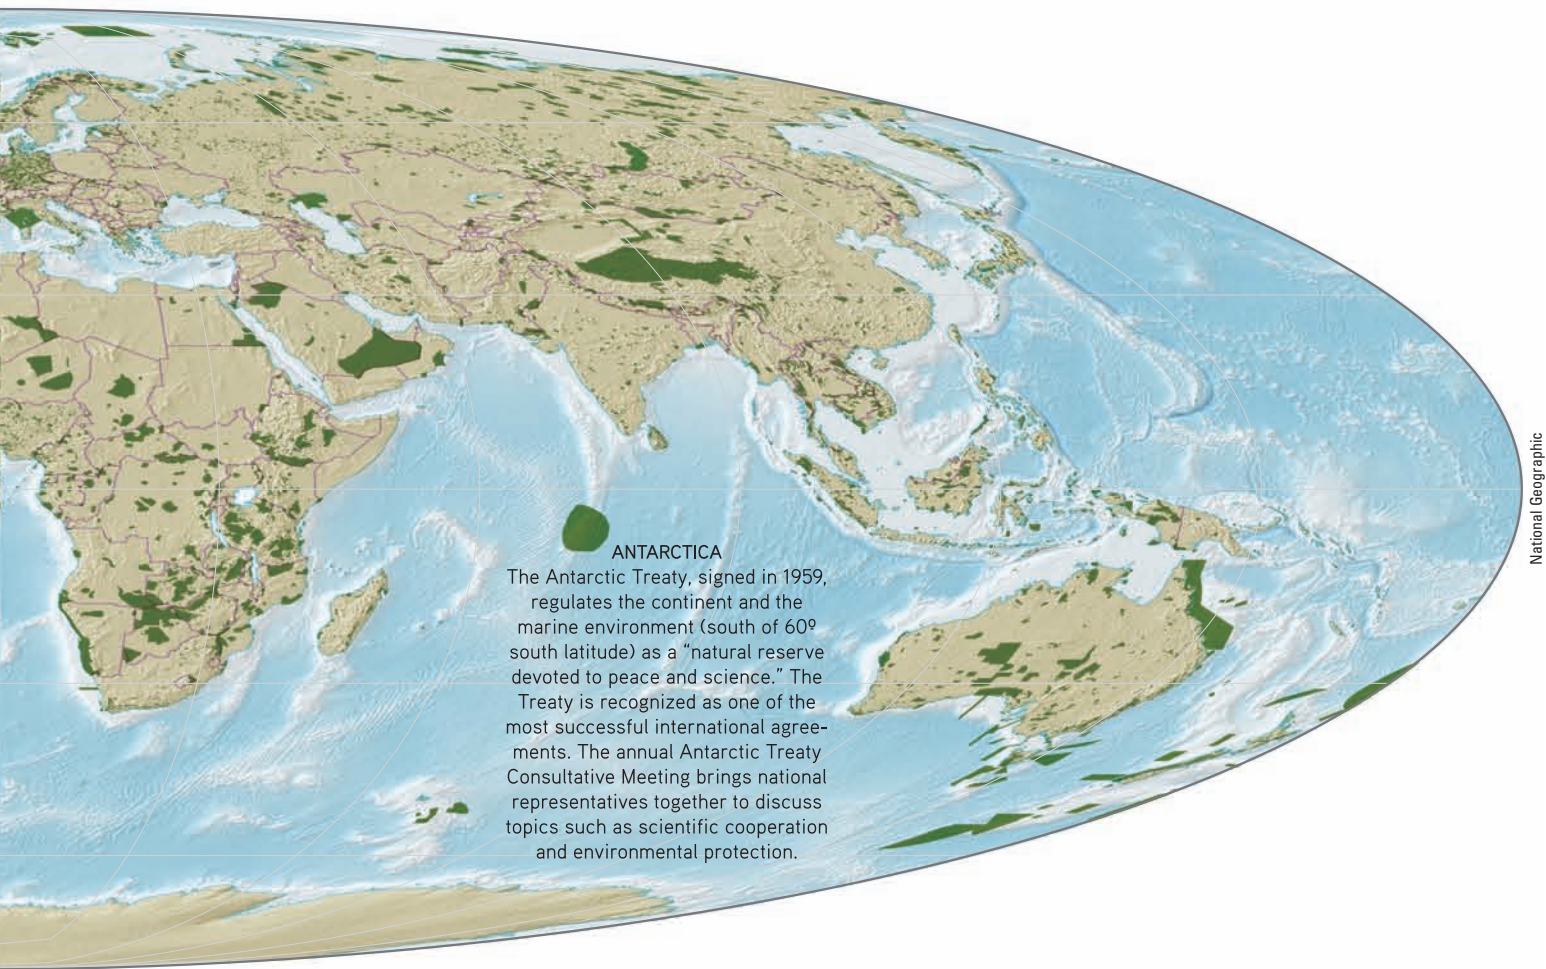 ANTARCTICA
The Antarctic Treaty, signed in 1959,
regulates the continent and the
marine environment (south of 60º
south latitude) as a “natural reserve
devoted to peace and science.” The
Treaty is recognized as one of the
most successful international agree-
ments. The annual Antarctic Treaty
Consultative Meeting brings national
representatives together to discuss
topics such as scientific cooperation
and environmental protection.
National Geographic